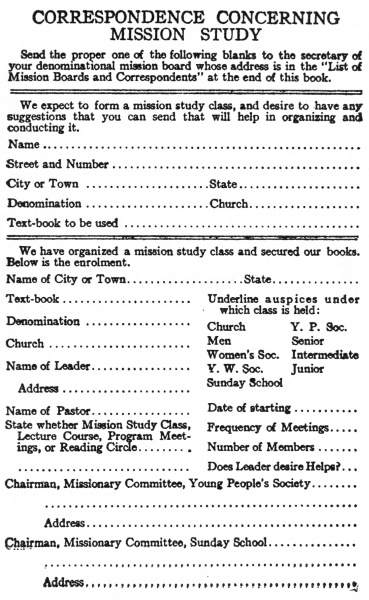 CORRESPONDENCE CONCERNING
MISSION STUDY
Send the proper one of the following blanks to the secretary of
your denominational mission board whose address is in the "List of
Mission Boards and Correspondents" at the end of this book.
We expect to form a mission study class, and desire to have any
suggestions that you can send that will help in organizing and
conducting it.
Name
Street and Number
City or Town State
Denomination Church
Text-book to be used
We have organized a mission study class and secured our books.
Below is the enrolment.
Name of City or Town State
Text-book
Denomination
Church
Name of Leader
Address
Name of Pastor
State whether Mission Study Class,
Lecture Course, Program Meet-
ings, or Reading Circle
Underline auspices under
which class is held:
Church Y. P. Soc.
Men Senior
Women's Soc. Intermediate
Y. W. Soc. Junior
Sunday School
Date of starting
Frequency of Meetings
Number of Members
Does Leader desire Helps?
Chairman, Missionary Committee, Young People's Society
Address
Chairman, Missionary Committee, Sunday School
Address